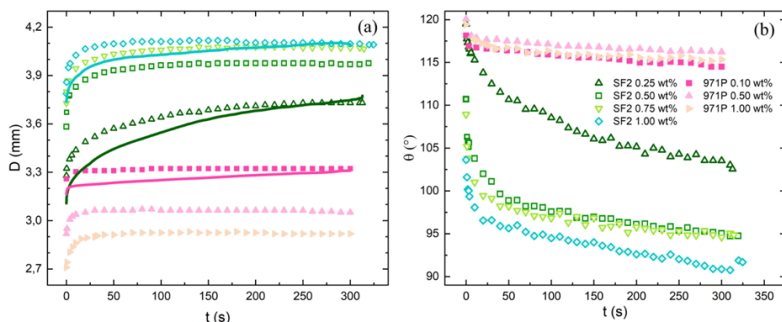 (a)
4,2
3,9
3,6
3,3
3,0
2,7
D (mm)
0 50 100 150 200 250 300
t (s)
(b)
120
115
110
105
100
95
90
θ (°)
SF2 0.25 wt% 971P 0.10 wt%
SF2 0.50 wt% 971P 0.50 wt%
SF2 0.75 wt% 971P 1.00 wt%
SF2 1.00 wt%
0 50 100 150 200 250 300 350
t (s)